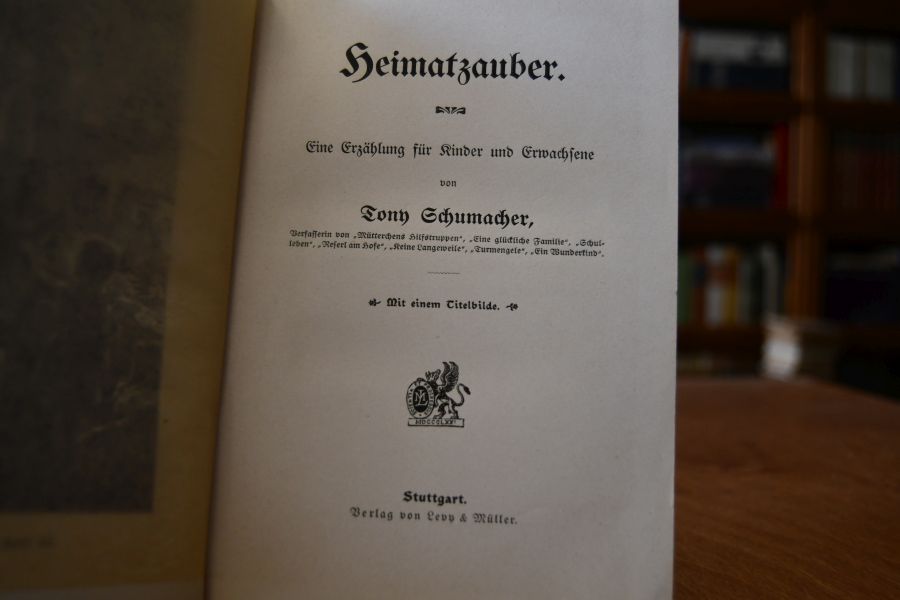 Heimatzauber.
Eine Erzählung für Kinder und Erwachsene
von
Tony Schumacher,
Verfasserin von „Mütterchens Hilfstruppen“, „Eine glückliche Familie“, „Schul-
leben“, „Reserl am Hofe“, „Keine Langeweile“, „Turmengele“, „Ein Wunderkind“.
Mit einem Titelbilde.
MDCCCLXXI
Stuttgart.
Verlag von Levy & Müller.